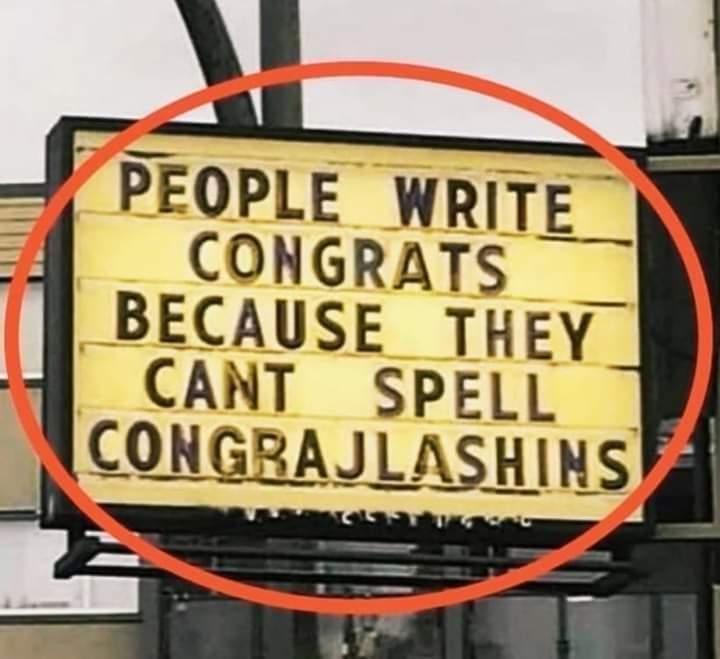 PEOPLE WRITE
CONGRATS
BECAUSE THEY
CANT SPELL
CONGRAJLASHINS